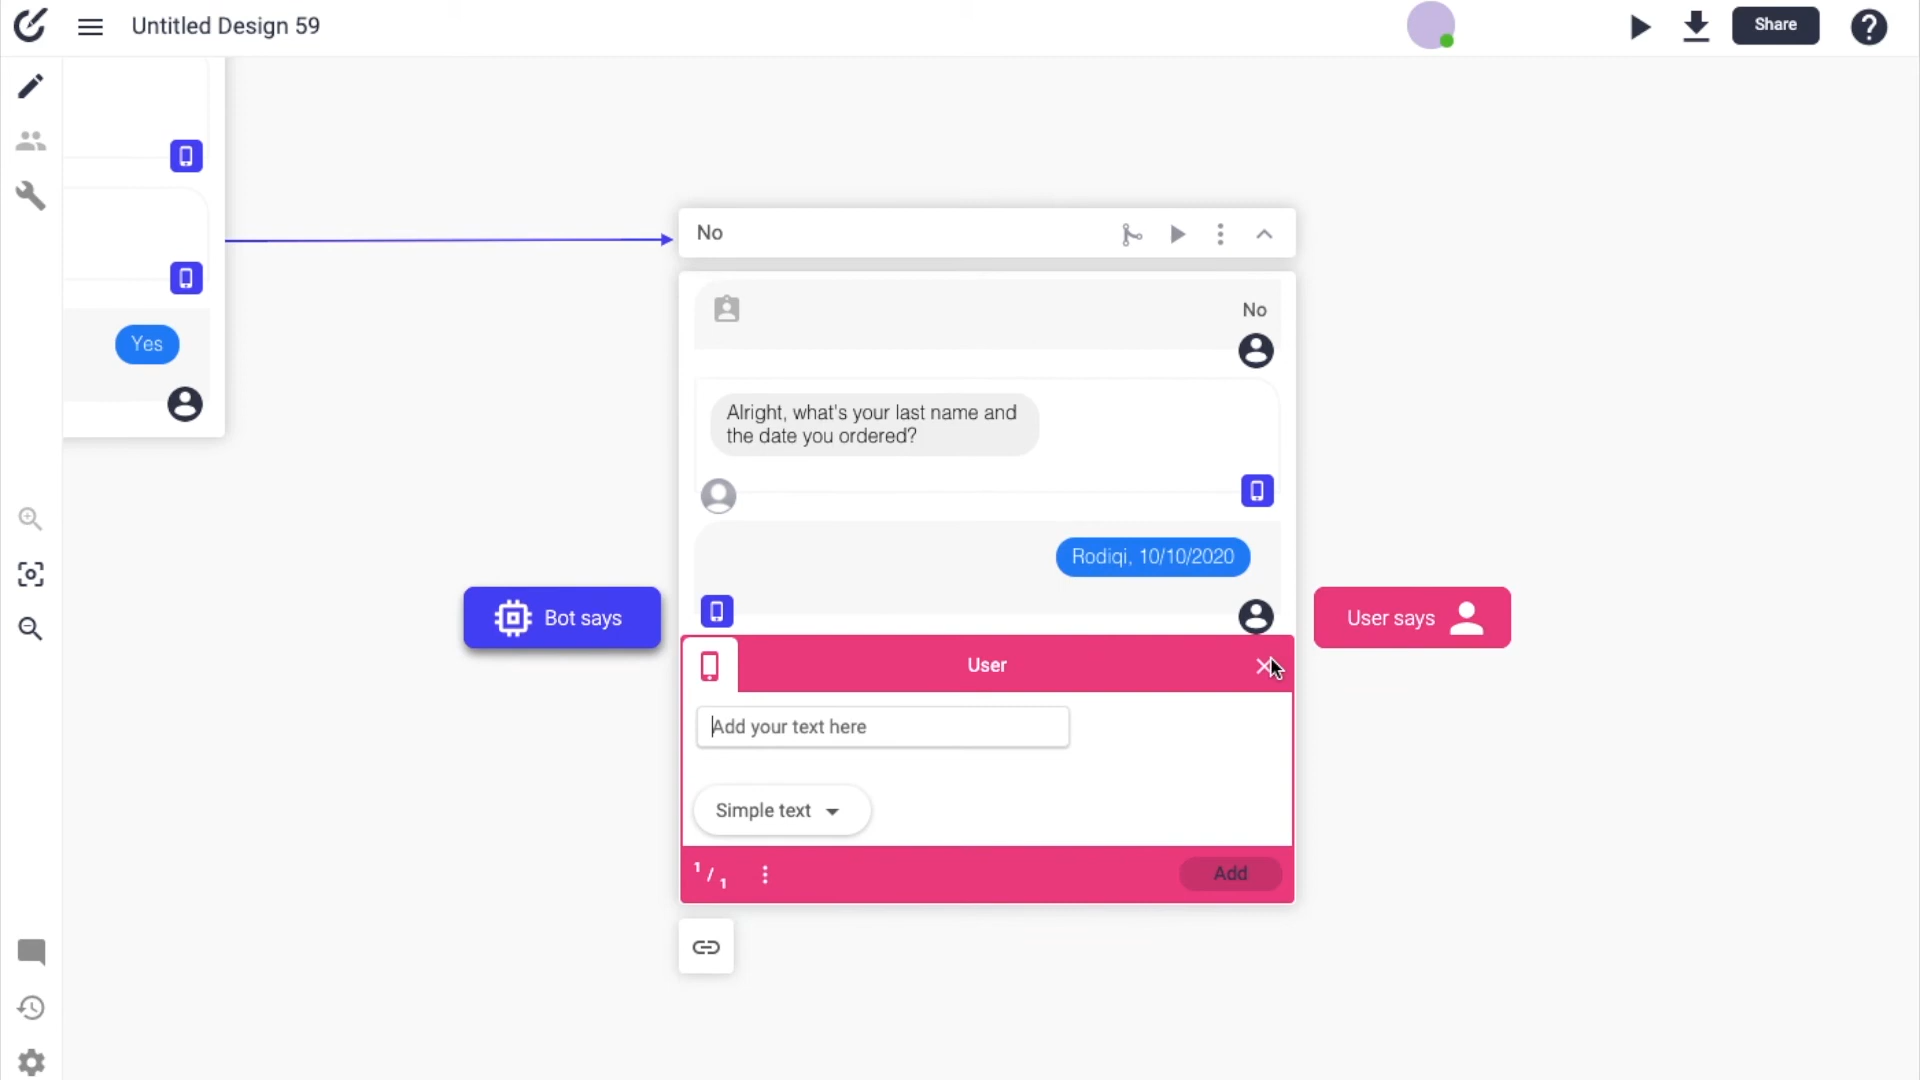 Untitled Design 59
Share
?
Yes
No
No
Alright, what's your last name and
the date you ordered?
Rodiqi, 10/10/2020
Bot says
User says
User
Add your text here
Simple text
1 / 1
Add